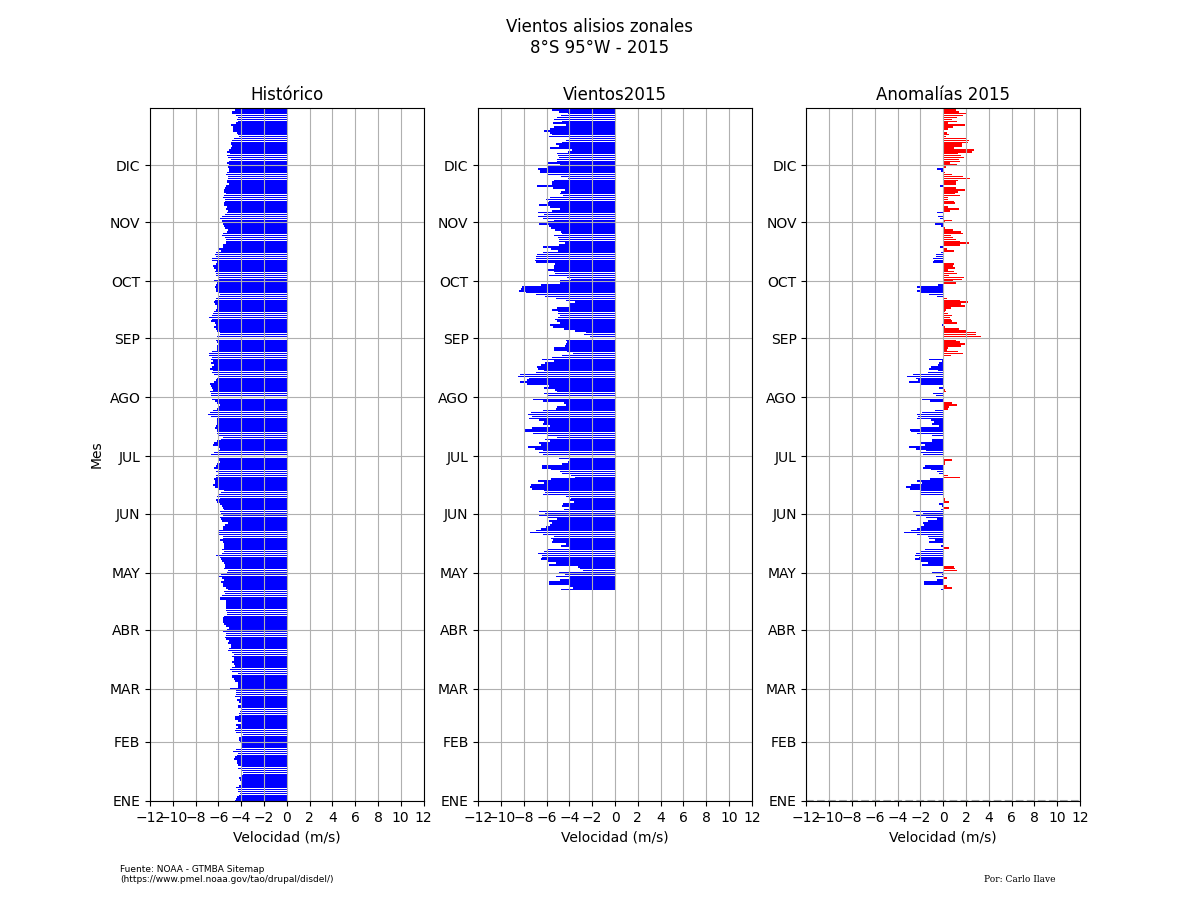 Vientos alisios zonales
8°S 95°W - 2015
Histórico
Vientos2015
Anomalías 2015
Mes
DIC
NOV
OCT
SEP
AGO
JUL
JUN
MAY
ABR
MAR
FEB
ENE
−12 −10 −8 −6 −4 −2 0 2 4 6 8 10 12
Velocidad (m/s)
DIC
NOV
OCT
SEP
AGO
JUL
JUN
MAY
ABR
MAR
FEB
ENE
−12 −10 −8 −6 −4 −2 0 2 4 6 8 10 12
Velocidad (m/s)
DIC
NOV
OCT
SEP
AGO
JUL
JUN
MAY
ABR
MAR
FEB
ENE
−12 −10 −8 −6 −4 −2 0 2 4 6 8 10 12
Velocidad (m/s)
Fuente: NOAA - GTMBA Sitemap
(https://www.pmel.noaa.gov/tao/drupal/disdel/)
Por: Carlo Ilave